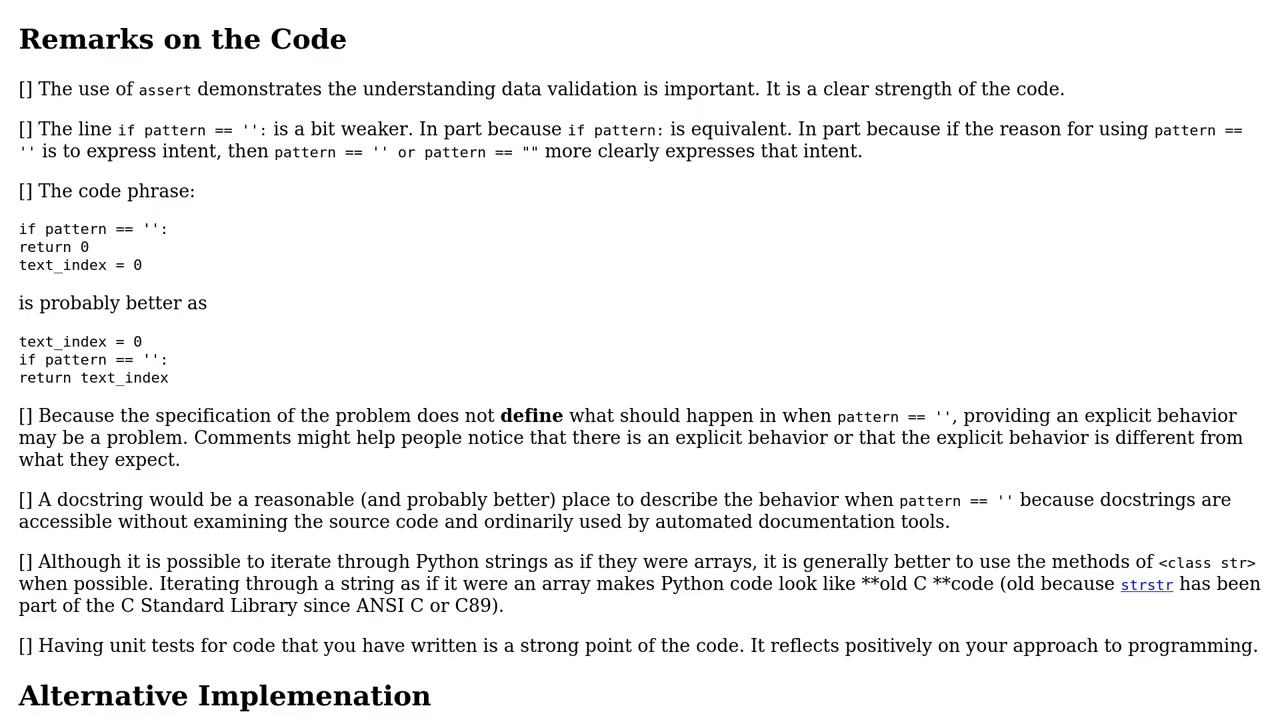 Remarks on the Code
[] The use of assert demonstrates the understanding data validation is important. It is a clear strength of the code.
[] The line if pattern == '': is a bit weaker. In part because if pattern: is equivalent. In part because if the reason for using pattern ==
'' is to express intent, then pattern == '' or pattern == "" more clearly expresses that intent.
[] The code phrase:
if pattern == '':
return 0
text_index = 0
is probably better as
text_index = 0
if pattern == '':
return text_index
[] Because the specification of the problem does not define what should happen in when pattern == '', providing an explicit behavior
may be a problem. Comments might help people notice that there is an explicit behavior or that the explicit behavior is different from
what they expect.
[] A docstring would be a reasonable (and probably better) place to describe the behavior when pattern == '' because docstrings are
accessible without examining the source code and ordinarily used by automated documentation tools.
[] Although it is possible to iterate through Python strings as if they were arrays, it is generally better to use the methods of <class str>
when possible. Iterating through a string as if it were an array makes Python code look like **old C **code (old because strstr has been
part of the C Standard Library since ANSI C or C89).
[] Having unit tests for code that you have written is a strong point of the code. It reflects positively on your approach to programming.
Alternative Implemenation